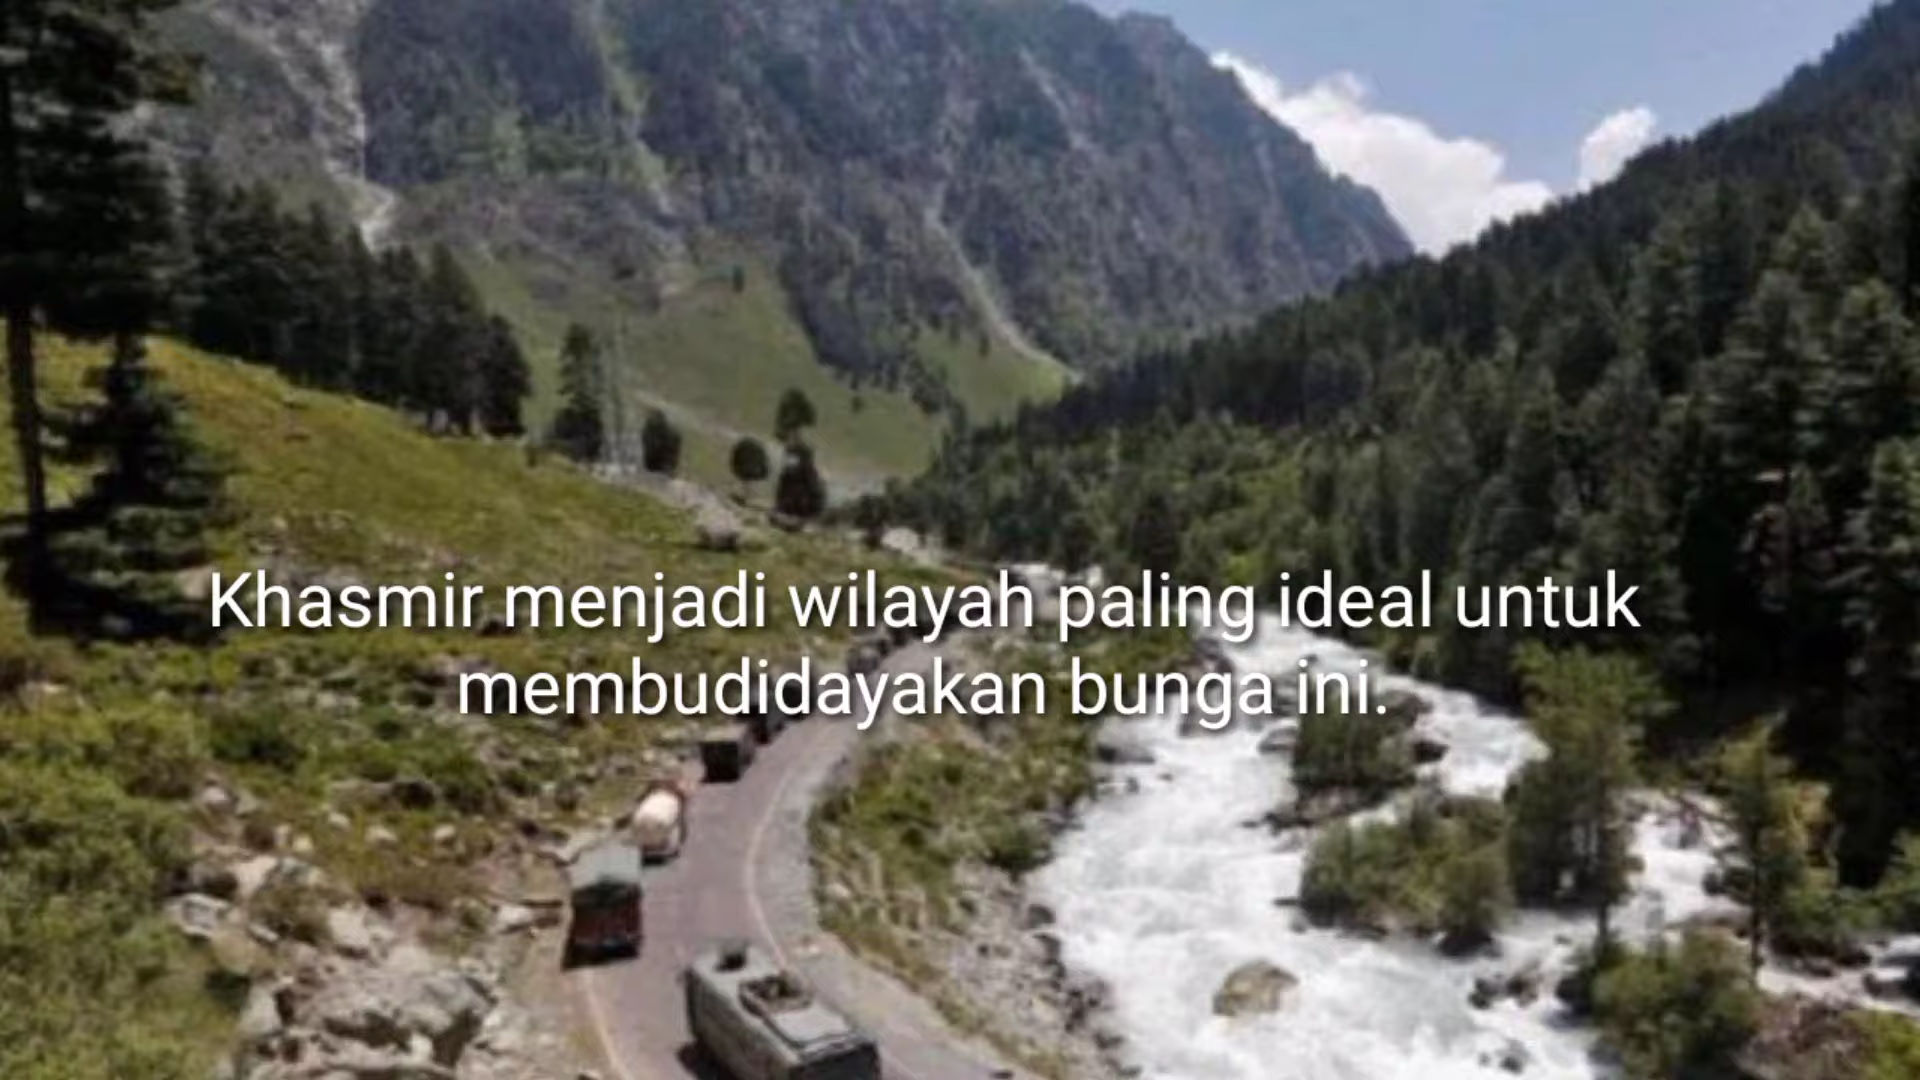 Khasmir menjadi wilayah paling ideal untuk
membudidayakan bunga ini.